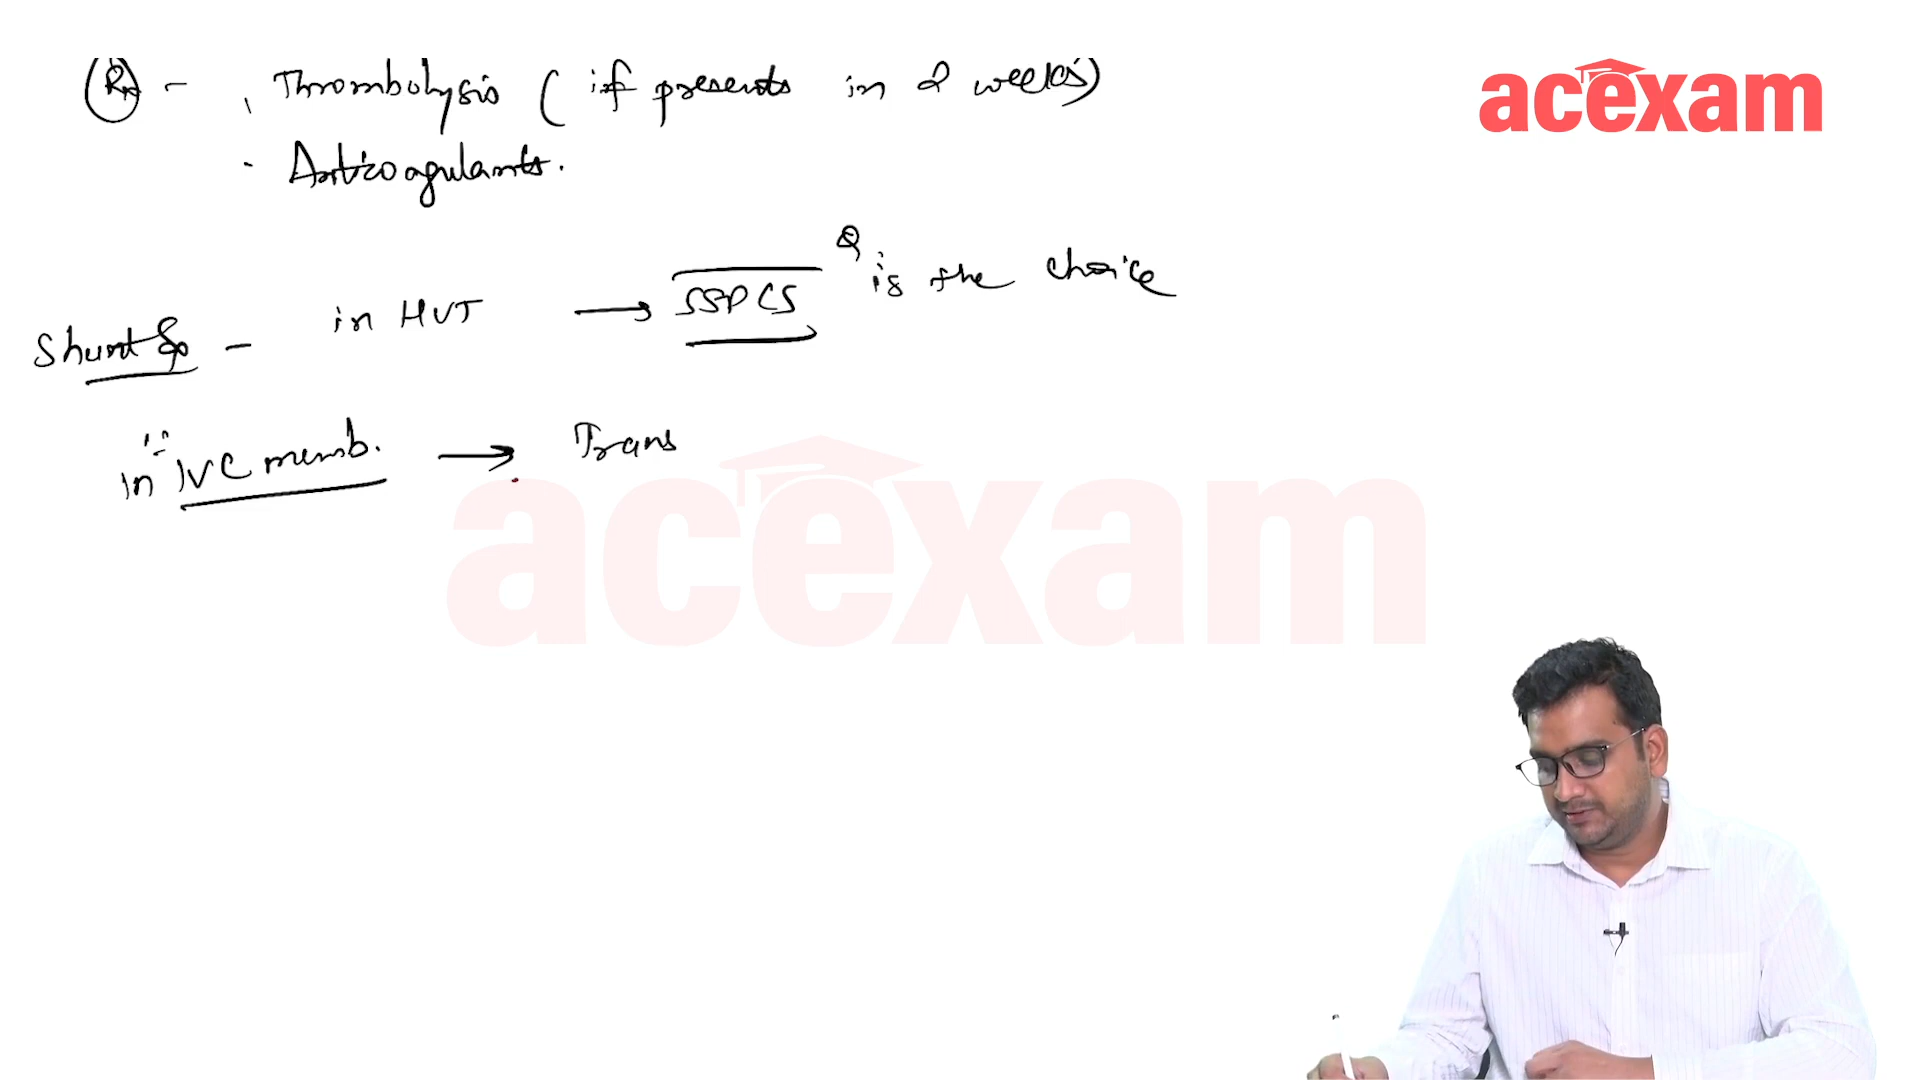 Rx - . Thrombolysis (if presents in 2 weeks)
acexam
. Anticoagulants.
Shunt Sx - in HVT → SSPCS Q is the choice
in IVC memb. → Trans
acexam